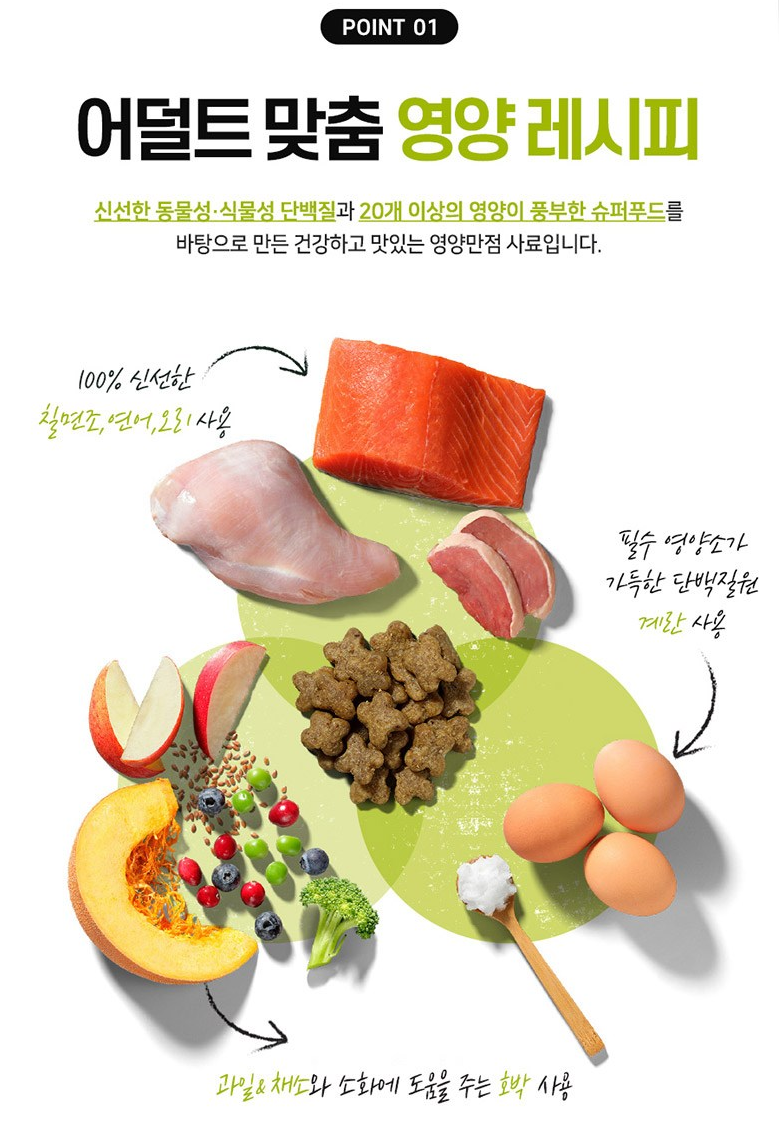 POINT 01
어덜트 맞춤 영양 레시피
신선한 동물성·식물성 단백질과 20개 이상의 영양이 풍부한 슈퍼푸드를
바탕으로 만든 건강하고 맛있는 영양만점 사료입니다.
100% 신선한
칠면조,연어,오리 사용
필수 영양소가
가득한 단백질원
계란 사용
과일&채소와 소화에 도움을 주는 호박 사용